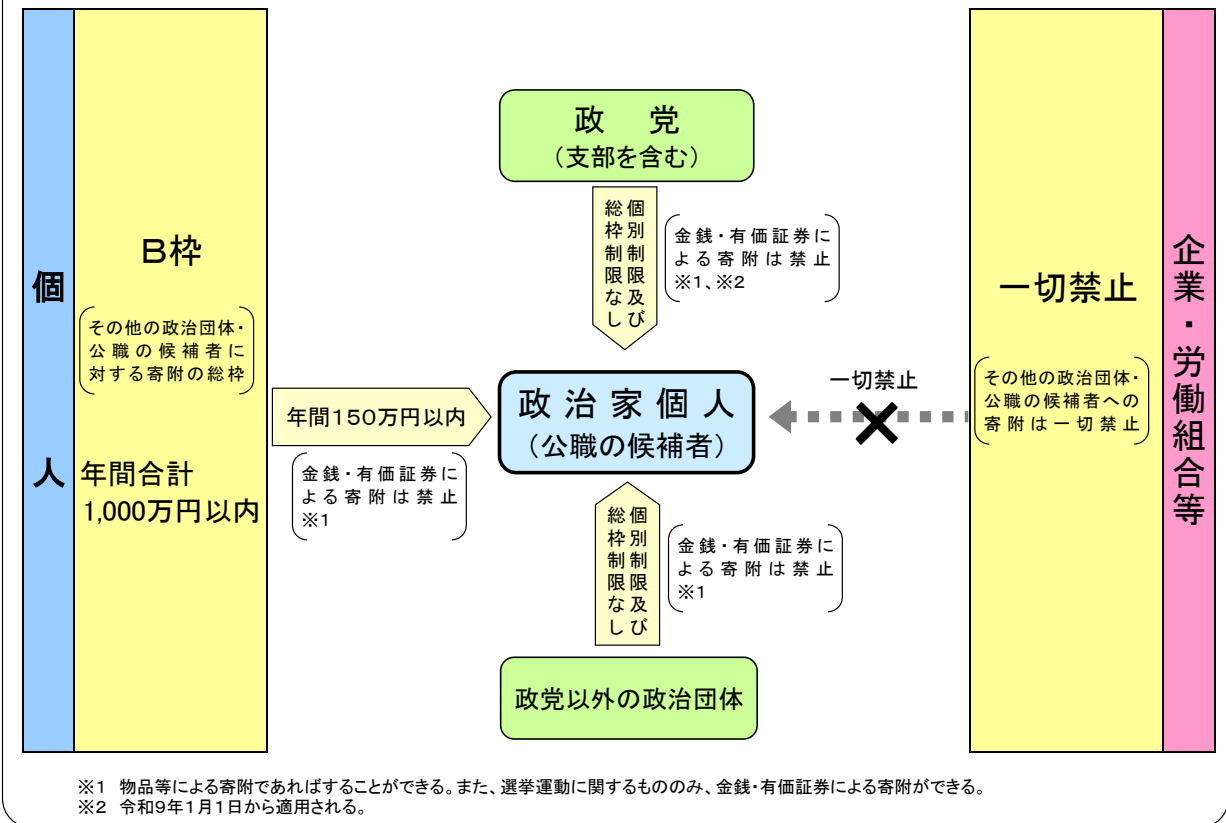 個人
B枠
その他の政治団体・
公職の候補者に
対する寄附の総枠
年間合計
1,000万円以内
年間150万円以内
金銭・有価証券に
よる寄附は禁止
※1
政 党
（支部を含む）
個別制限及び
総枠制限なし
金銭・有価証券に
よる寄附は禁止
※1、※2
政治家個人
（公職の候補者）
個別制限及び
総枠制限なし
金銭・有価証券に
よる寄附は禁止
※1
政党以外の政治団体
一切禁止
一切禁止
その他の政治団体・
公職の候補者への
寄附は一切禁止
企業・労働組合等
※1 物品等による寄附であればすることができる。また、選挙運動に関するもののみ、金銭・有価証券による寄附ができる。
※2 令和9年1月1日から適用される。